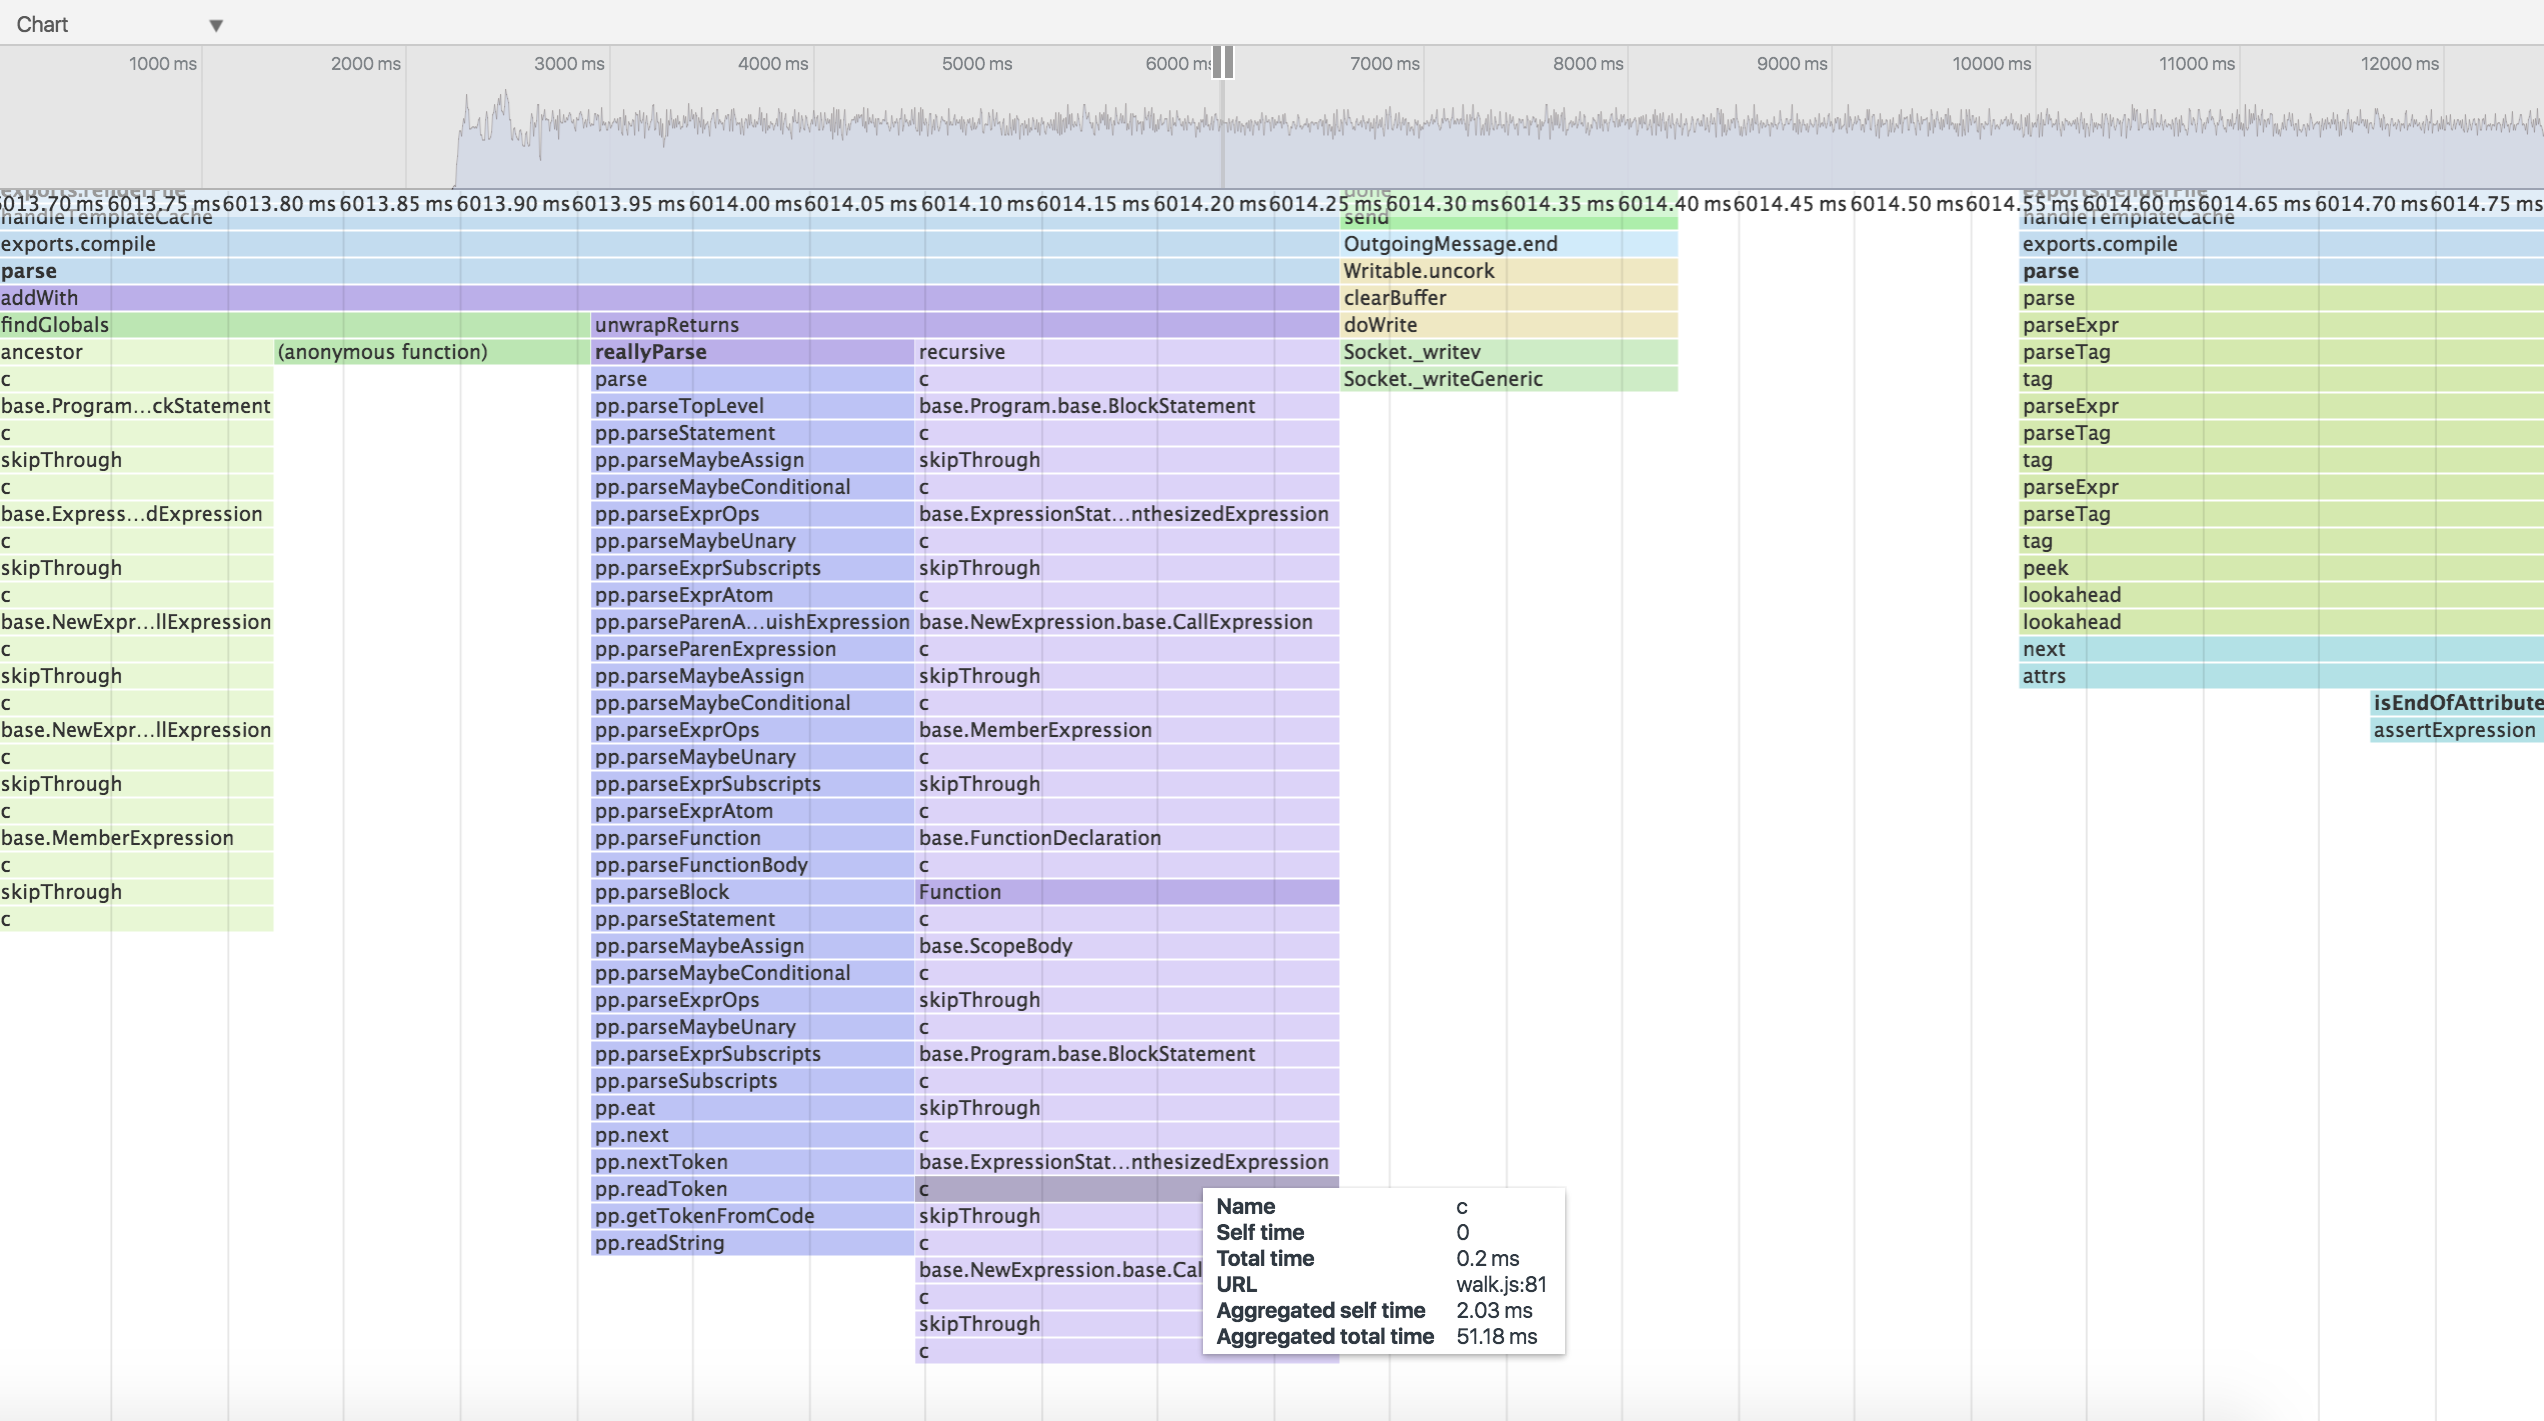 Chart ▼
1000 ms 2000 ms 3000 ms 4000 ms 5000 ms 6000 ms 7000 ms 8000 ms 9000 ms 10000 ms 11000 ms 12000 ms
exports.renderFile done exports.renderFile
6013.70 ms 6013.75 ms 6013.80 ms 6013.85 ms 6013.90 ms 6013.95 ms 6014.00 ms 6014.05 ms 6014.10 ms 6014.15 ms 6014.20 ms 6014.25 ms 6014.30 ms 6014.35 ms 6014.40 ms 6014.45 ms 6014.50 ms 6014.55 ms 6014.60 ms 6014.65 ms 6014.70 ms 6014.75 ms
handleTemplateCache send handleTemplateCache
exports.compile OutgoingMessage.end exports.compile
parse Writable.uncork parse
addWith clearBuffer parse
findGlobals unwrapReturns doWrite parseExpr
ancestor (anonymous function) reallyParse recursive Socket._writev parseTag
c parse c Socket._writeGeneric tag
base.Program...ckStatement pp.parseTopLevel base.Program.base.BlockStatement parseExpr
c pp.parseStatement c parseTag
skipThrough pp.parseMaybeAssign skipThrough tag
c pp.parseMaybeConditional c parseExpr
base.Express...dExpression pp.parseExprOps base.ExpressionStat...nthesizedExpression parseTag
c pp.parseMaybeUnary c tag
skipThrough pp.parseExprSubscripts skipThrough peek
c pp.parseExprAtom c lookahead
base.NewExpr...llExpression pp.parseParenA...uishExpression base.NewExpression.base.CallExpression lookahead
c pp.parseParenExpression c next
skipThrough pp.parseMaybeAssign skipThrough attrs
c pp.parseMaybeConditional c isEndOfAttribute
base.NewExpr...llExpression pp.parseExprOps base.MemberExpression assertExpression
c pp.parseMaybeUnary c
skipThrough pp.parseExprSubscripts skipThrough
c pp.parseExprAtom c
base.MemberExpression pp.parseFunction base.FunctionDeclaration
c pp.parseFunctionBody c
skipThrough pp.parseBlock Function
c pp.parseStatement c
pp.parseMaybeAssign base.ScopeBody
pp.parseMaybeConditional c
pp.parseExprOps skipThrough
pp.parseMaybeUnary c
pp.parseExprSubscripts base.Program.base.BlockStatement
pp.parseSubscripts c
pp.eat skipThrough
pp.next c
pp.nextToken base.ExpressionStat...nthesizedExpression
pp.readToken c
pp.getTokenFromCode skipThrough
pp.readString c
base.NewExpression.base.Cal
c
skipThrough
c
Name c
Self time 0
Total time 0.2 ms
URL walk.js:81
Aggregated self time 2.03 ms
Aggregated total time 51.18 ms